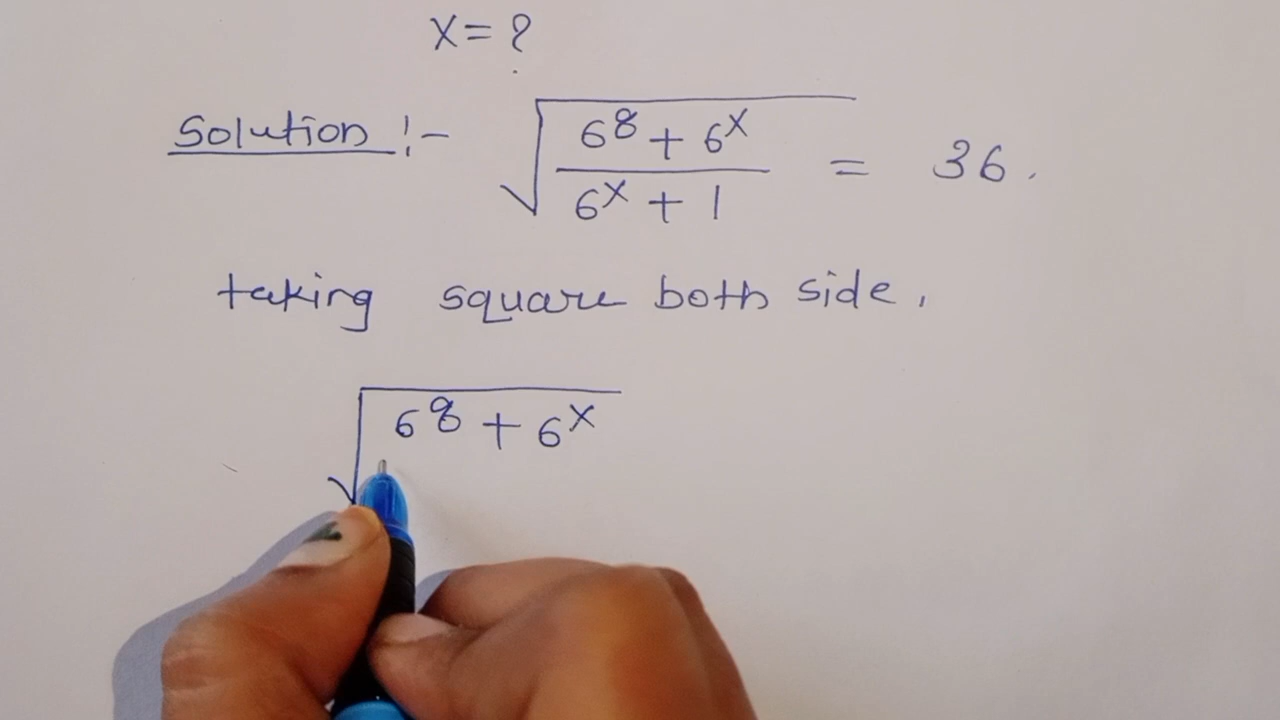 x = ?
Solution :- √((6^8 + 6^x)/(6^x + 1)) = 36.
taking square both side,
√(6^8 + 6^x)